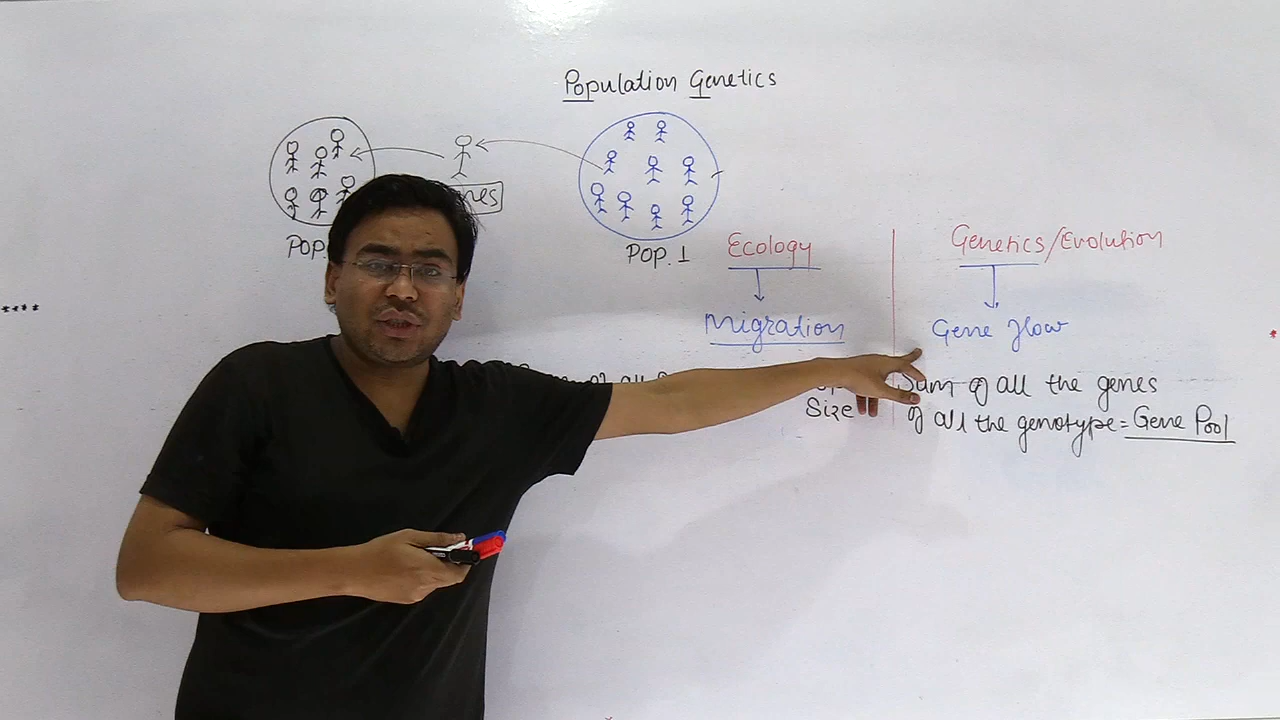 Population Genetics
Pop. 1
Ecology
Genetics/Evolution
Migration
Gene flow
Size
Sum of all the genes
of all the genotype = Gene Pool